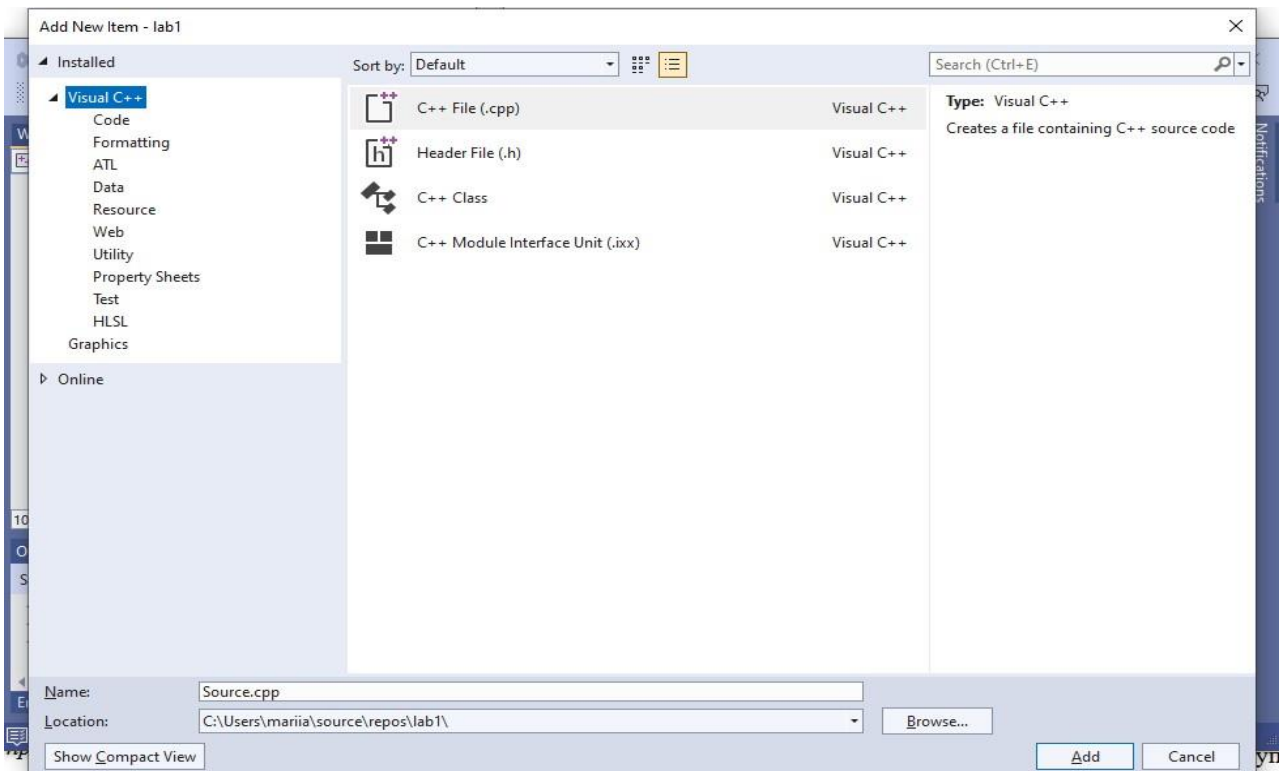 Add New Item - lab1
Installed
Sort by: Default
Search (Ctrl+E)
Visual C++
Code
Formatting
ATL
Data
Resource
Web
Utility
Property Sheets
Test
HLSL
Graphics
Online
C++ File (.cpp) Visual C++
Header File (.h) Visual C++
C++ Class Visual C++
C++ Module Interface Unit (.ixx) Visual C++
Type: Visual C++
Creates a file containing C++ source code
Notifications
Name: Source.cpp
Location: C:\Users\mariia\source\repos\lab1\
Browse...
Show Compact View
Add
Cancel